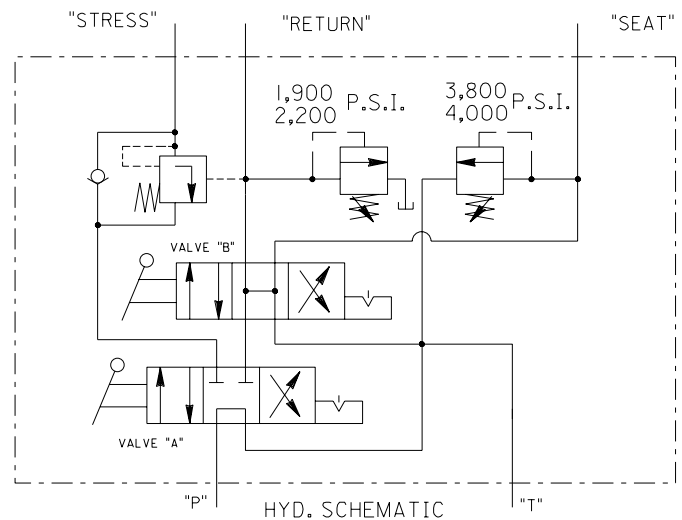 "STRESS" "RETURN" "SEAT"
1,900 P.S.I. 3,800 P.S.I.
2,200 4,000
VALVE "B"
VALVE "A"
"P" HYD. SCHEMATIC "T"